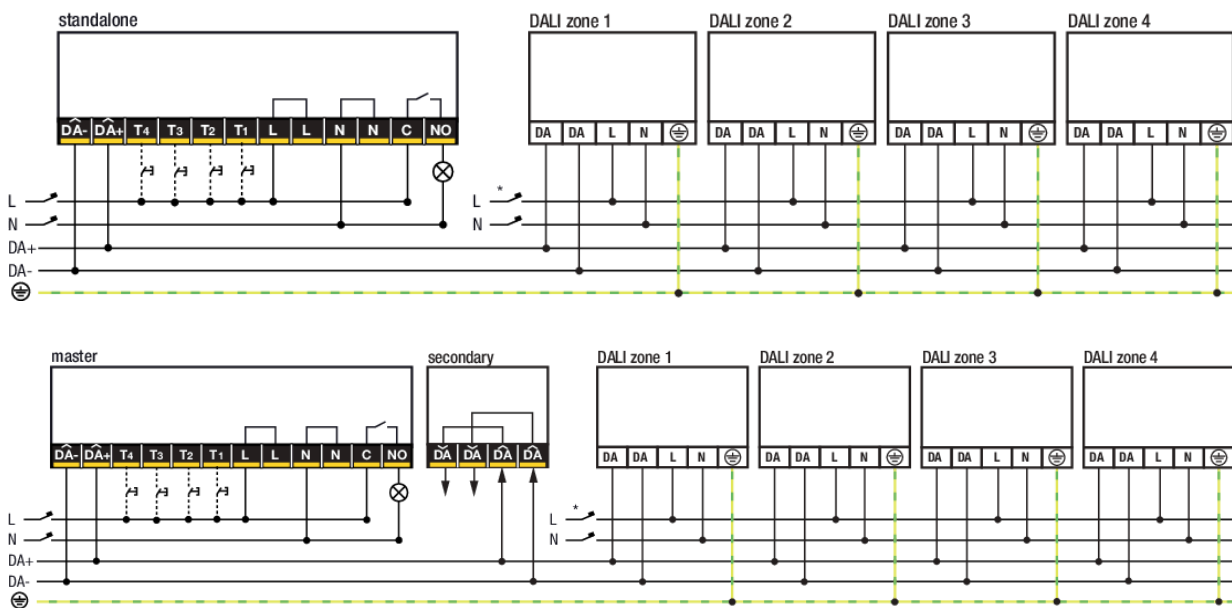 standalone DALI zone 1 DALI zone 2 DALI zone 3 DALI zone 4
DA- DA+ T4 T3 T2 T1 L L N N C NO DA DA L N DA DA L N DA DA L N DA DA L N
L L *
N N
DA+
DA-
master secondary DALI zone 1 DALI zone 2 DALI zone 3 DALI zone 4
DA- DA+ T4 T3 T2 T1 L L N N C NO DA DA DA DA DA DA L N DA DA L N DA DA L N DA DA L N
L L *
N N
DA+
DA-